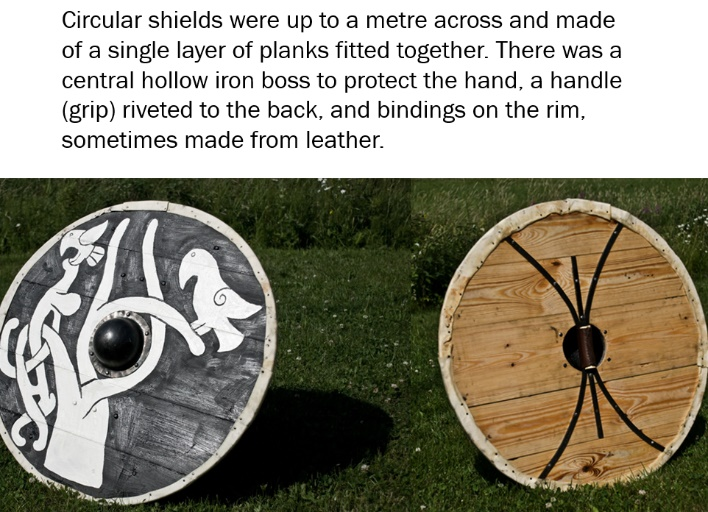 Circular shields were up to a metre across and made
of a single layer of planks fitted together. There was a
central hollow iron boss to protect the hand, a handle
(grip) riveted to the back, and bindings on the rim,
sometimes made from leather.